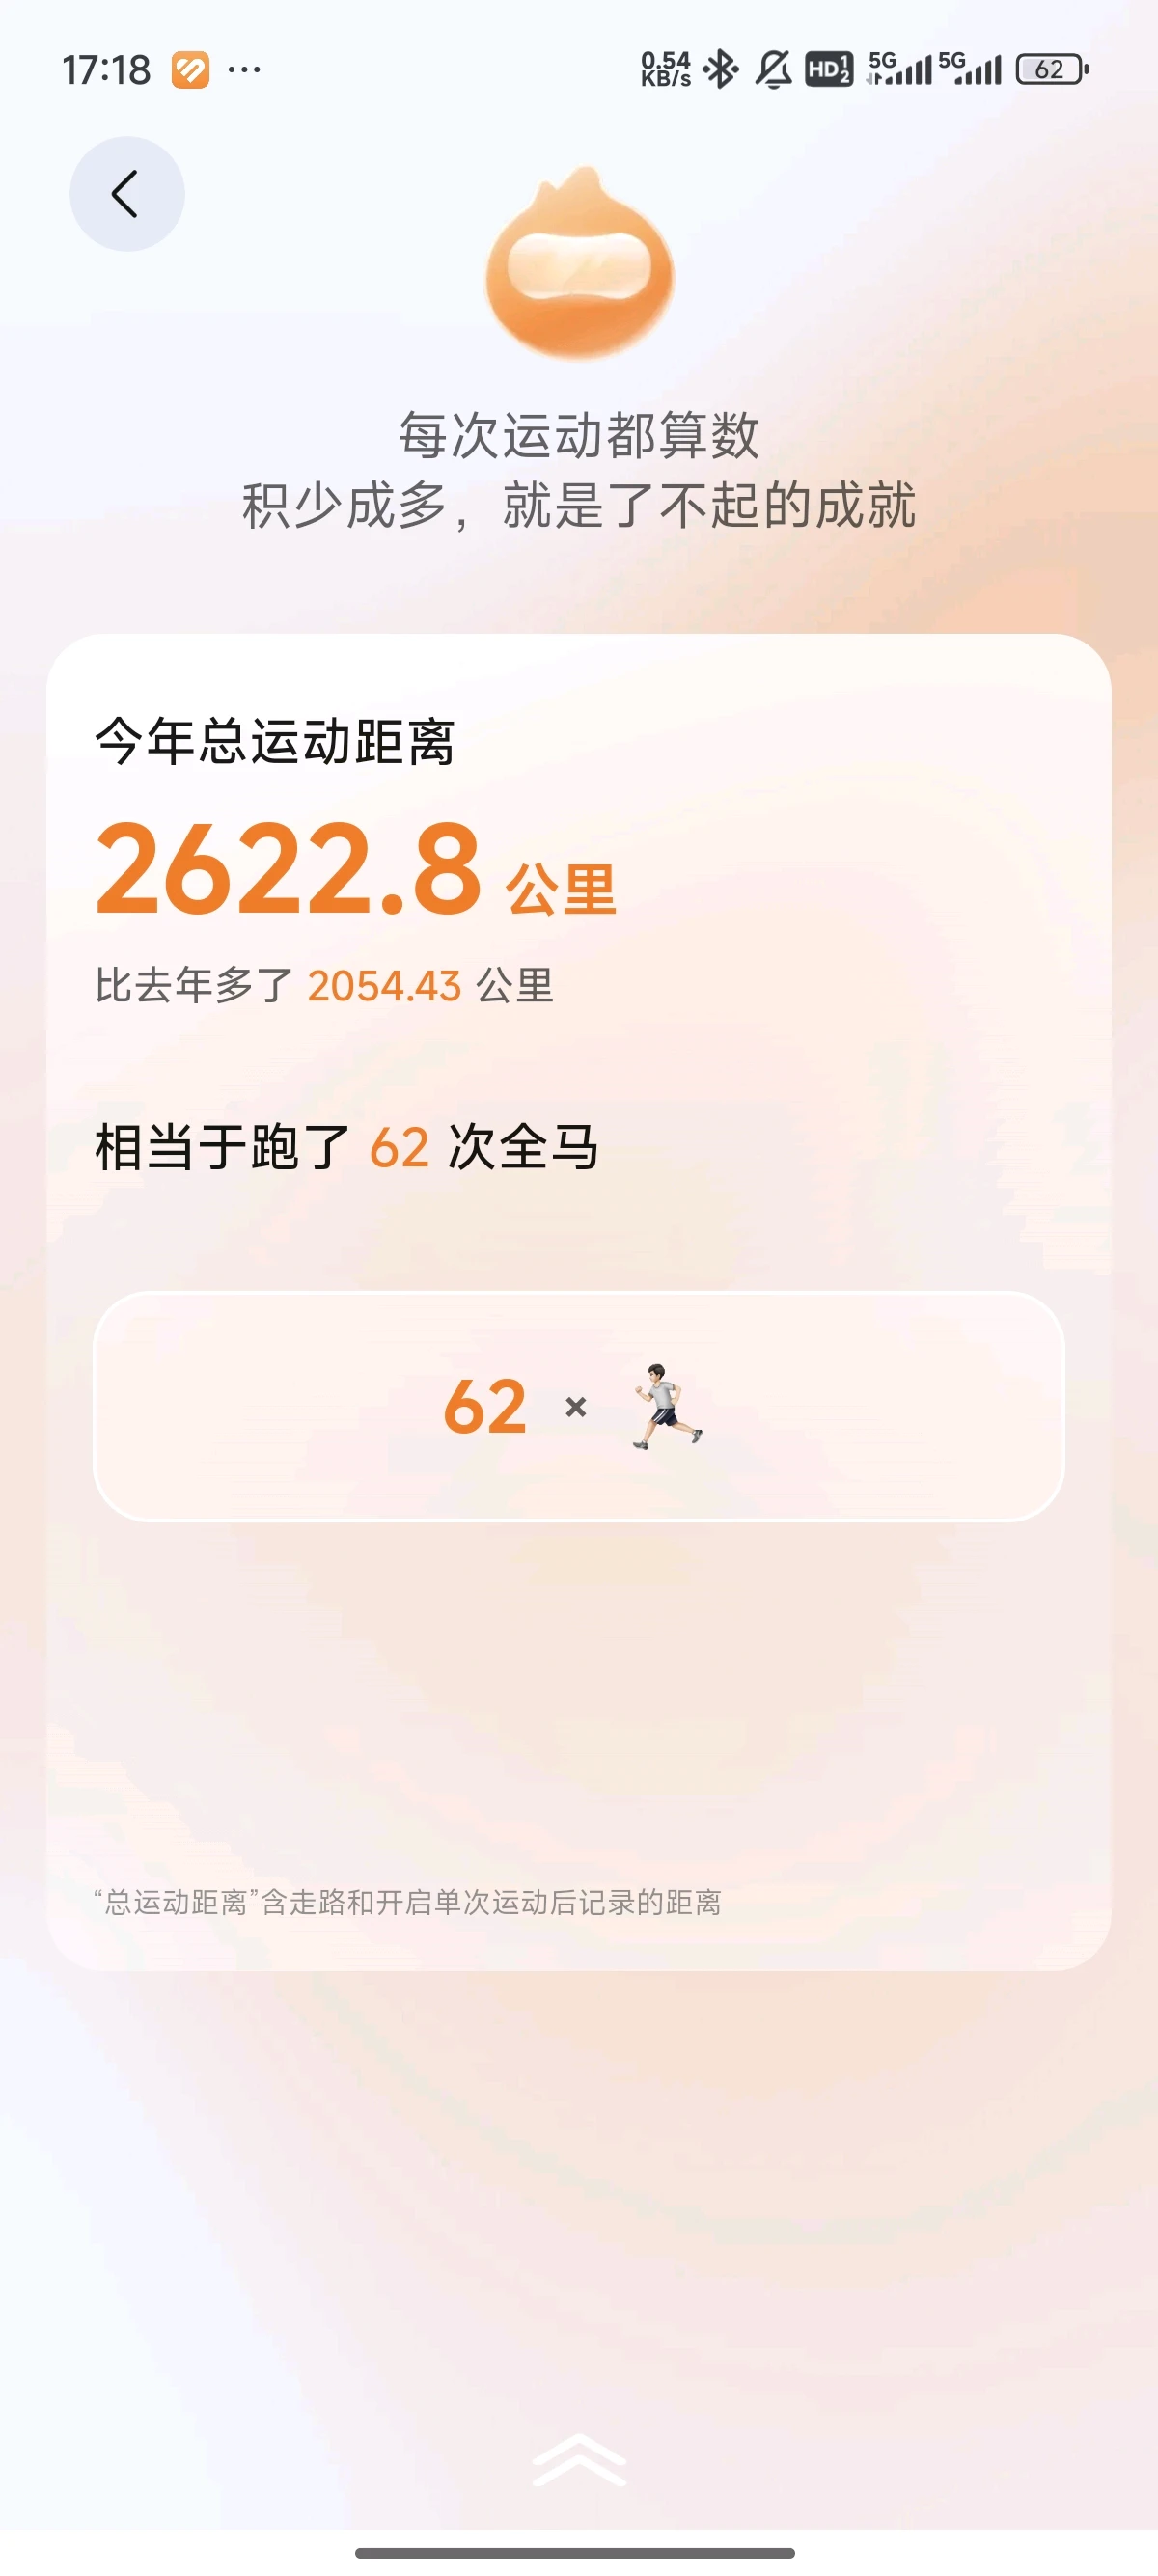 17:18 ... 0.54 KB/s HD 1 2 5G 5G 62
每次运动都算数
积少成多，就是了不起的成就
今年总运动距离
2622.8 公里
比去年多了 2054.43 公里
相当于跑了 62 次全马
62 ×
“总运动距离”含走路和开启单次运动后记录的距离